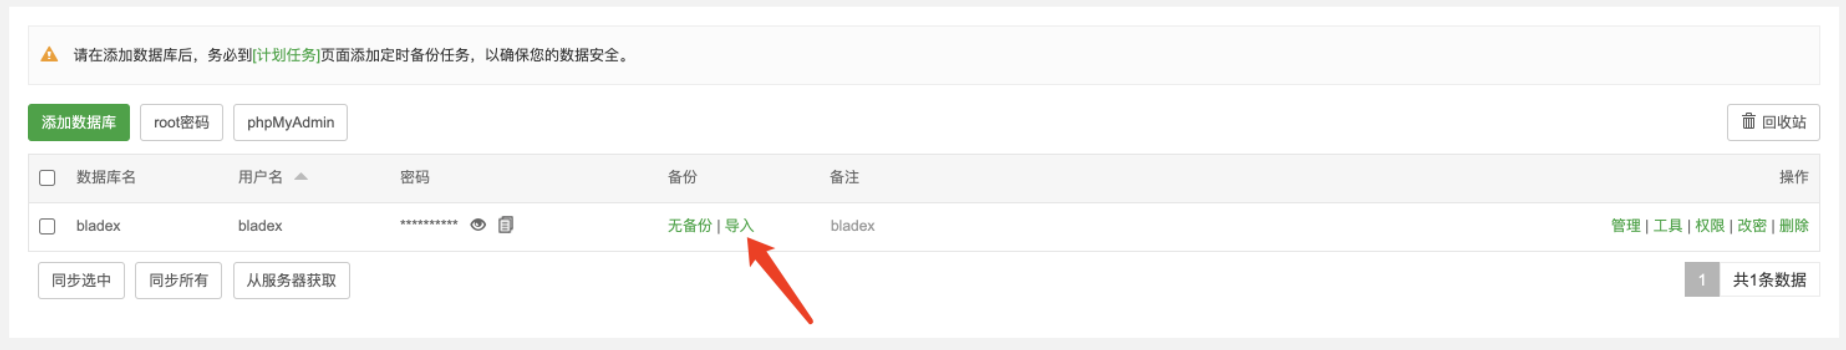 请在添加数据库后，务必到[计划任务]页面添加定时备份任务，以确保您的数据安全。
添加数据库 root密码 phpMyAdmin 回收站
数据库名 用户名 密码 备份 备注 操作
bladex bladex ********** 无备份 | 导入 bladex 管理 | 工具 | 权限 | 改密 | 删除
同步选中 同步所有 从服务器获取 1 共1条数据